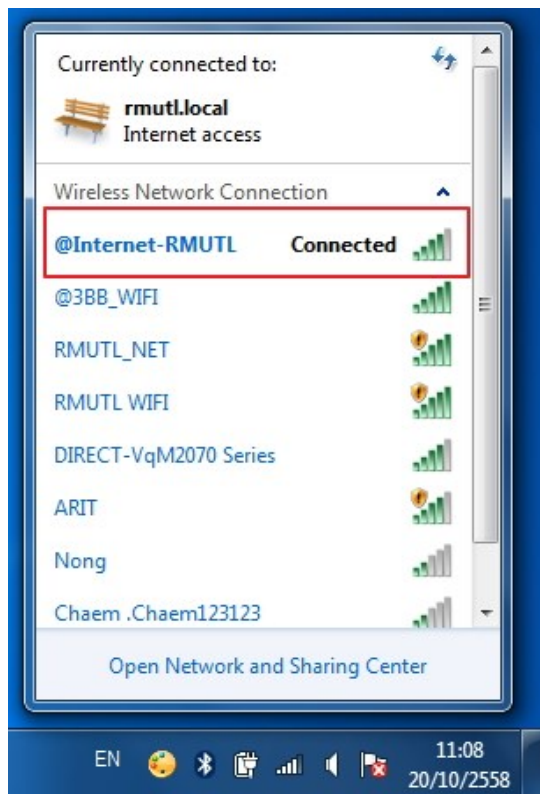 Currently connected to:
rmutl.local
Internet access
Wireless Network Connection
@Internet-RMUTL Connected
@3BB_WIFI
RMUTL_NET
RMUTL WIFI
DIRECT-VqM2070 Series
ARIT
Nong
Chaem .Chaem123123
Open Network and Sharing Center
EN 11:08
20/10/2558